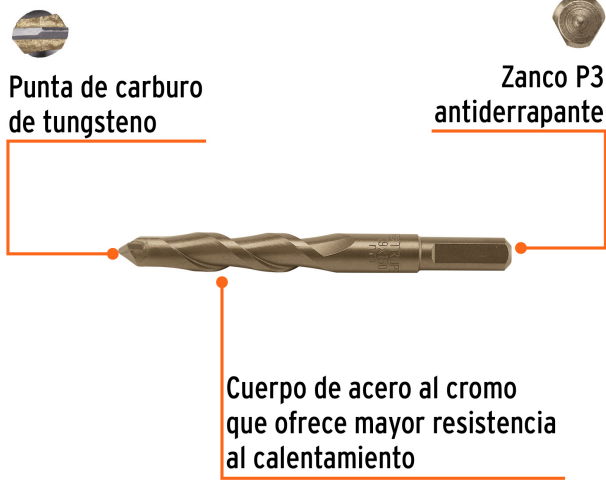 Punta de carburo
de tungsteno
Zanco P3
antiderrapante
Cuerpo de acero al cromo
que ofrece mayor resistencia
al calentamiento